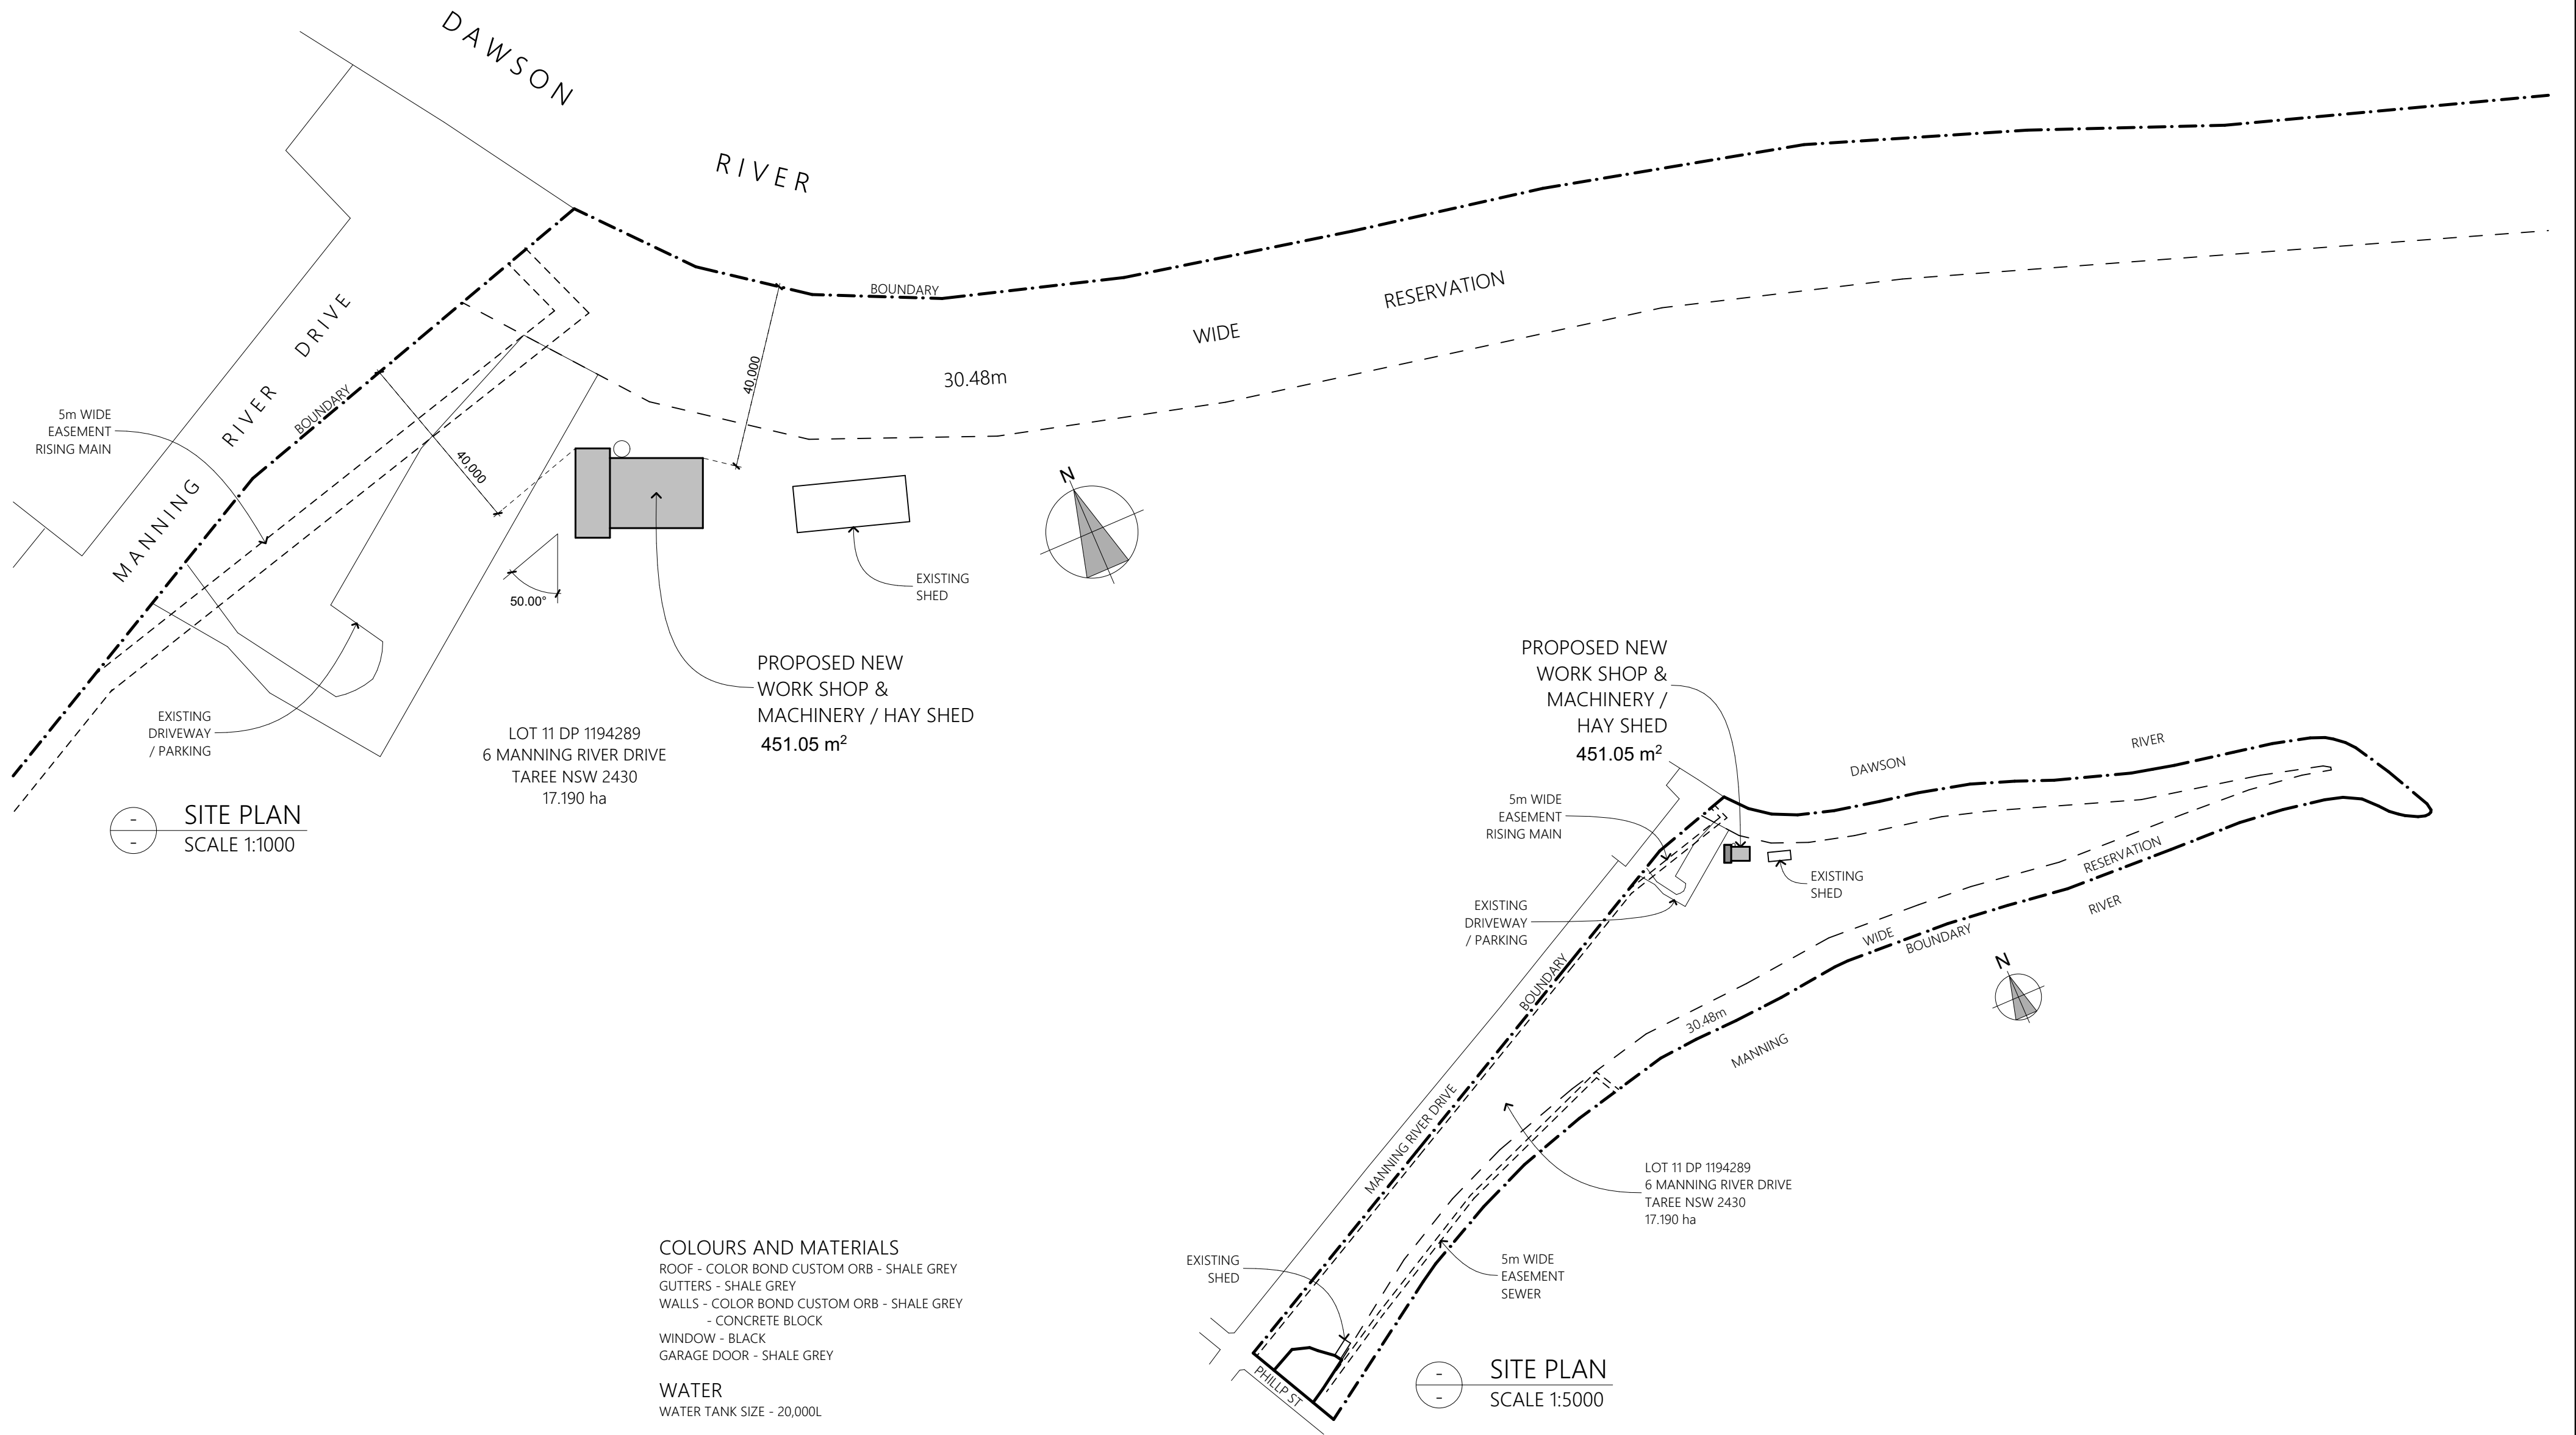 DAWSON
RIVER
BOUNDARY
RESERVATION
WIDE
30.48m
40,000
MANNING RIVER DRIVE
BOUNDARY
5m WIDE
EASEMENT
RISING MAIN
40,000
N
50.00°
EXISTING
SHED
PROPOSED NEW
WORK SHOP &
MACHINERY / HAY SHED
451.05 m²
EXISTING
DRIVEWAY
/ PARKING
LOT 11 DP 1194289
6 MANNING RIVER DRIVE
TAREE NSW 2430
17.190 ha
-
-
SITE PLAN
SCALE 1:1000
PROPOSED NEW
WORK SHOP &
MACHINERY /
HAY SHED
451.05 m²
DAWSON
RIVER
5m WIDE
EASEMENT
RISING MAIN
EXISTING
SHED
EXISTING
DRIVEWAY
/ PARKING
RESERVATION
RIVER
WIDE
BOUNDARY
N
BOUNDARY
30.48m
MANNING
MANNING RIVER DRIVE
LOT 11 DP 1194289
6 MANNING RIVER DRIVE
TAREE NSW 2430
17.190 ha
EXISTING
SHED
5m WIDE
EASEMENT
SEWER
PHILLP ST
-
-
SITE PLAN
SCALE 1:5000
COLOURS AND MATERIALS
ROOF - COLOR BOND CUSTOM ORB - SHALE GREY
GUTTERS - SHALE GREY
WALLS - COLOR BOND CUSTOM ORB - SHALE GREY
- CONCRETE BLOCK
WINDOW - BLACK
GARAGE DOOR - SHALE GREY
WATER
WATER TANK SIZE - 20,000L